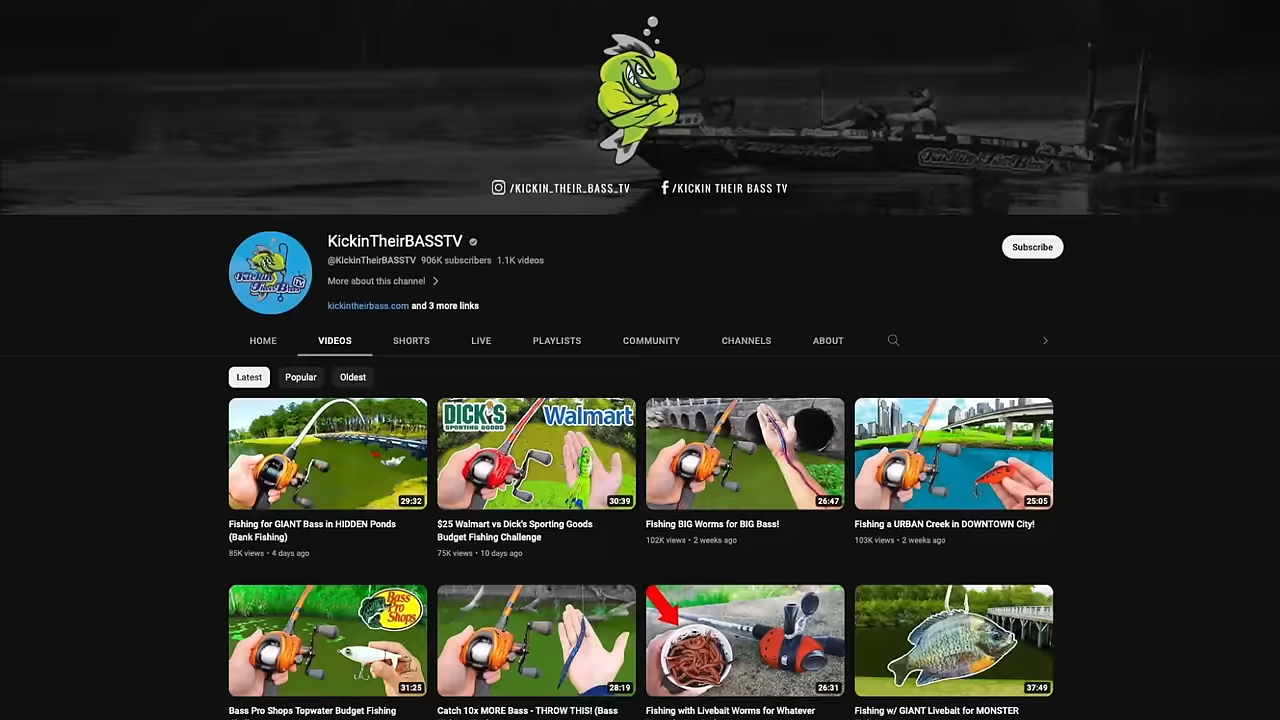 /KICKIN_THEIR_BASS_TV
/KICKIN THEIR BASS TV
KickinTheirBASSTV
@KickinTheirBASSTV 906K subscribers 1.1K videos
Subscribe
More about this channel
kickintheirbass.com and 3 more links
Kickin
Their Bass
TV
HOME VIDEOS SHORTS LIVE PLAYLISTS COMMUNITY CHANNELS ABOUT
Latest Popular Oldest
29:32
DICK'S
SPORTING GOODS
Walmart
30:39
26:47
25:05
Fishing for GIANT Bass in HIDDEN Ponds
(Bank Fishing)
85K views • 4 days ago
$25 Walmart vs Dick's Sporting Goods
Budget Fishing Challenge
75K views • 10 days ago
Fishing BIG Worms for BIG Bass!
102K views • 2 weeks ago
Fishing a URBAN Creek in DOWNTOWN City!
103K views • 2 weeks ago
Bass Pro
Shops
31:25
28:19
26:31
37:49
Bass Pro Shops Topwater Budget Fishing
Catch 10x MORE Bass - THROW THIS! (Bass
Fishing with Livebait Worms for Whatever
Fishing w/ GIANT Livebait for MONSTER